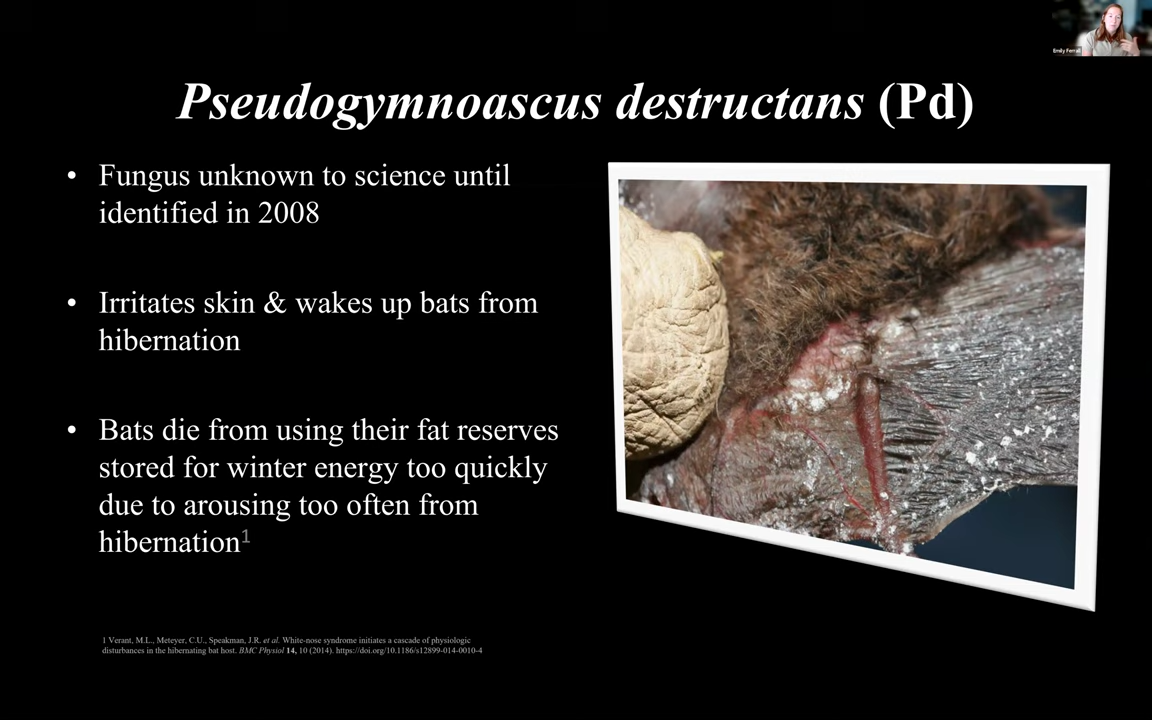 Emily Ferrall
Pseudogymnoascus destructans (Pd)
• Fungus unknown to science until
identified in 2008
• Irritates skin & wakes up bats from
hibernation
• Bats die from using their fat reserves
stored for winter energy too quickly
due to arousing too often from
hibernation1
1 Verant, M.L., Meteyer, C.U., Speakman, J.R. et al. White-nose syndrome initiates a cascade of physiologic
disturbances in the hibernating bat host. BMC Physiol 14, 10 (2014). https://doi.org/10.1186/s12899-014-0010-4